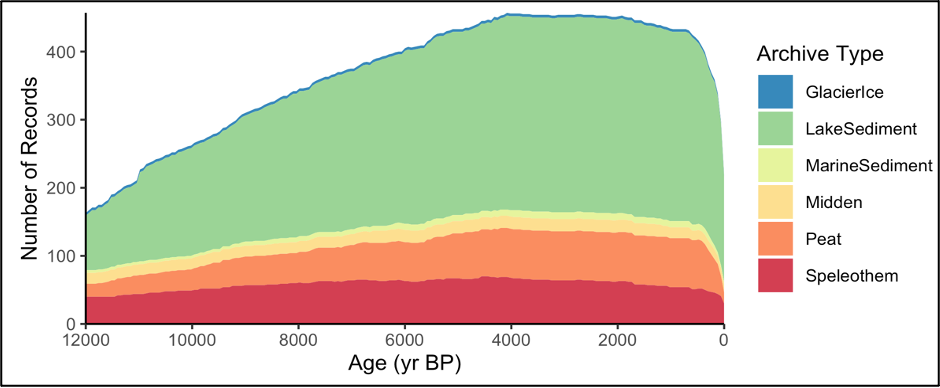 Number of Records
400
300
200
100
0
12000 10000 8000 6000 4000 2000 0
Age (yr BP)
Archive Type
GlacierIce
LakeSediment
MarineSediment
Midden
Peat
Speleothem